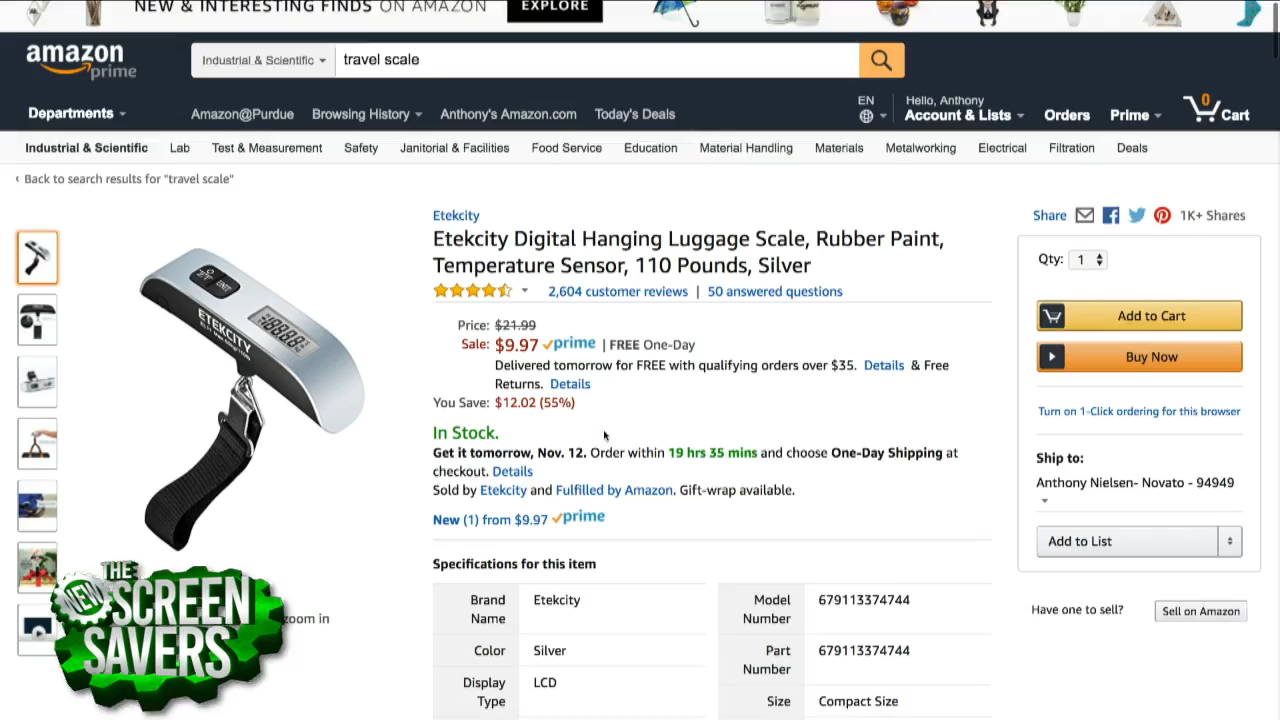 NEW & INTERESTING FINDS ON AMAZON
EXPLORE
amazon
prime
Industrial & Scientific
travel scale
Departments
Amazon@Purdue
Browsing History
Anthony's Amazon.com
Today's Deals
EN
Hello, Anthony
Account & Lists
Orders
Prime
0
Cart
Industrial & Scientific
Lab
Test & Measurement
Safety
Janitorial & Facilities
Food Service
Education
Material Handling
Materials
Metalworking
Electrical
Filtration
Deals
‹ Back to search results for "travel scale"
Etekcity
Etekcity Digital Hanging Luggage Scale, Rubber Paint,
Temperature Sensor, 110 Pounds, Silver
2,604 customer reviews | 50 answered questions
Price: $21.99
Sale: $9.97 prime | FREE One-Day
Delivered tomorrow for FREE with qualifying orders over $35. Details & Free
Returns. Details
You Save: $12.02 (55%)
In Stock.
Get it tomorrow, Nov. 12. Order within 19 hrs 35 mins and choose One-Day Shipping at
checkout. Details
Sold by Etekcity and Fulfilled by Amazon. Gift-wrap available.
New (1) from $9.97 prime
Specifications for this item
Brand
Name
Etekcity
Color
Silver
Display
Type
LCD
Model
Number
679113374744
Part
Number
679113374744
Size
Compact Size
Share
1K+ Shares
Qty: 1
Add to Cart
Buy Now
Turn on 1-Click ordering for this browser
Ship to:
Anthony Nielsen- Novato - 94949
Add to List
Have one to sell?
Sell on Amazon
UNIT
ETEKCITY
zoom in
THE
NEW
SCREEN
SAVERS